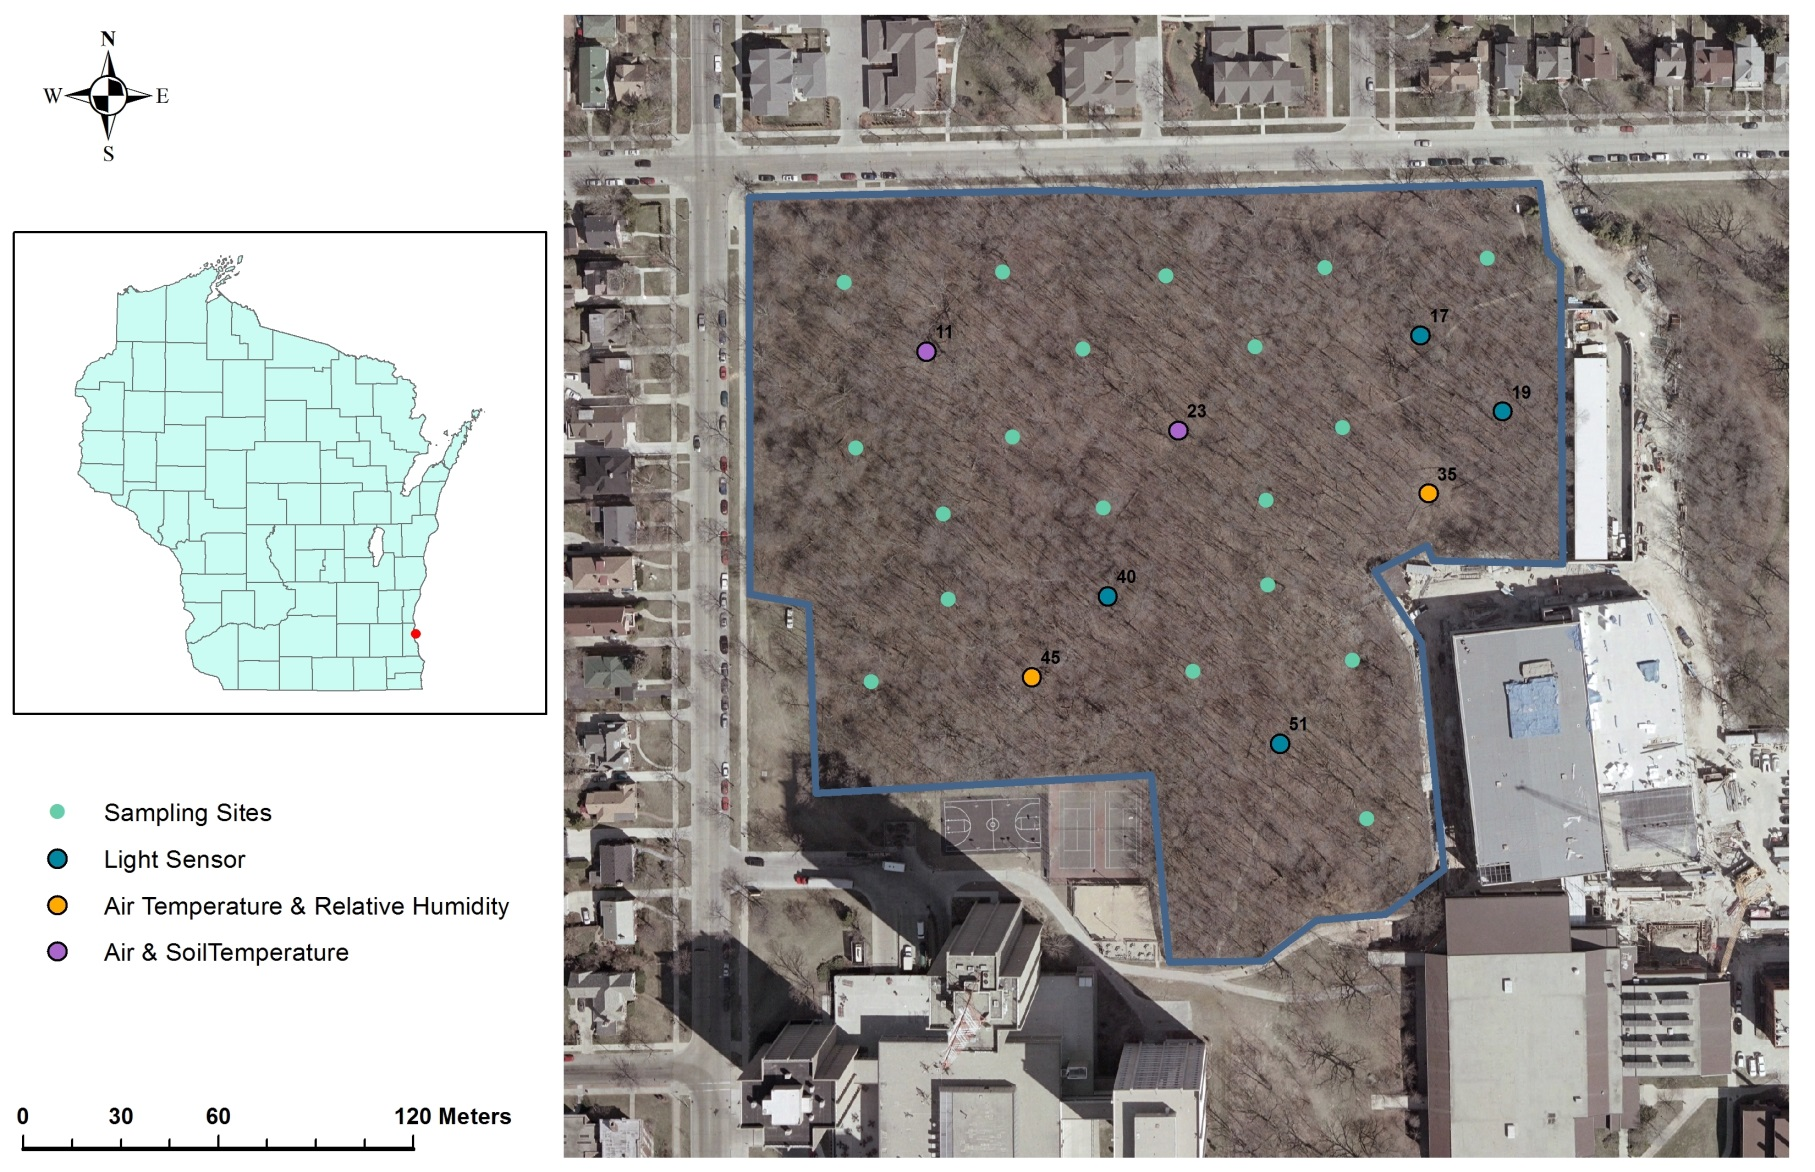 N
W E
S
11
17
19
23
35
40
45
51
Sampling Sites
Light Sensor
Air Temperature & Relative Humidity
Air & SoilTemperature
0 30 60 120 Meters